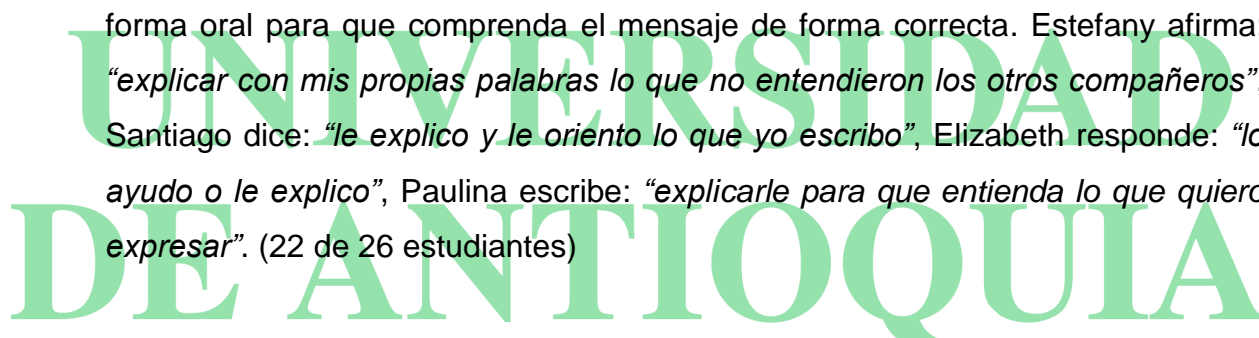 forma oral para que comprenda el mensaje de forma correcta. Estefany afirma
“explicar con mis propias palabras lo que no entendieron los otros compañeros”
Santiago dice: “le explico y le oriento lo que yo escribo”, Elizabeth responde: “lo
ayudo o le explico”, Paulina escribe: “explicarle para que entienda lo que quiero
expresar”. (22 de 26 estudiantes)
UNIVERSIDAD
DE ANTIOQUIA